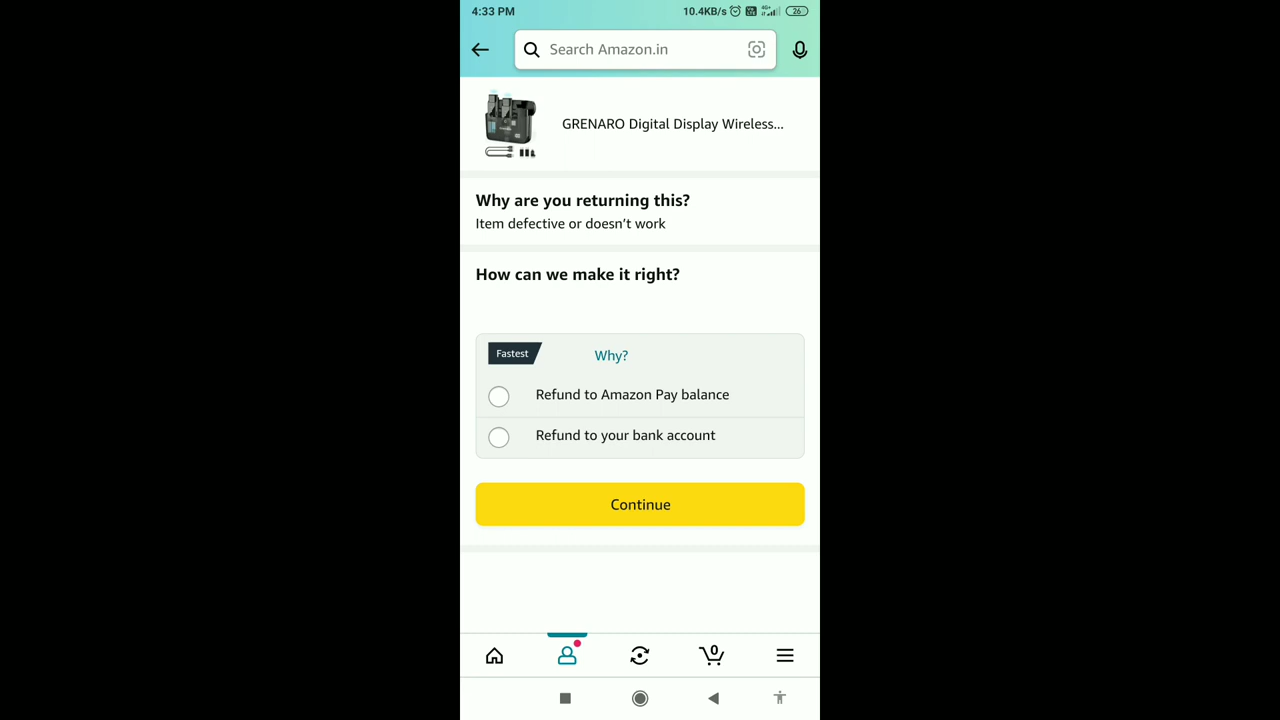 4:33 PM 10.4KB/s 4G+ 26
Search Amazon.in
GRENARO Digital Display Wireless...
Why are you returning this?
Item defective or doesn't work
How can we make it right?
Fastest Why?
Refund to Amazon Pay balance
Refund to your bank account
Continue
0